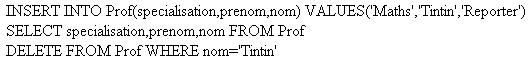 INSERT INTO Prof(specialisation,prenom,nom) VALUES('Maths','Tintin','Reporter')
SELECT specialisation,prenom,nom FROM Prof
DELETE FROM Prof WHERE nom='Tintin'